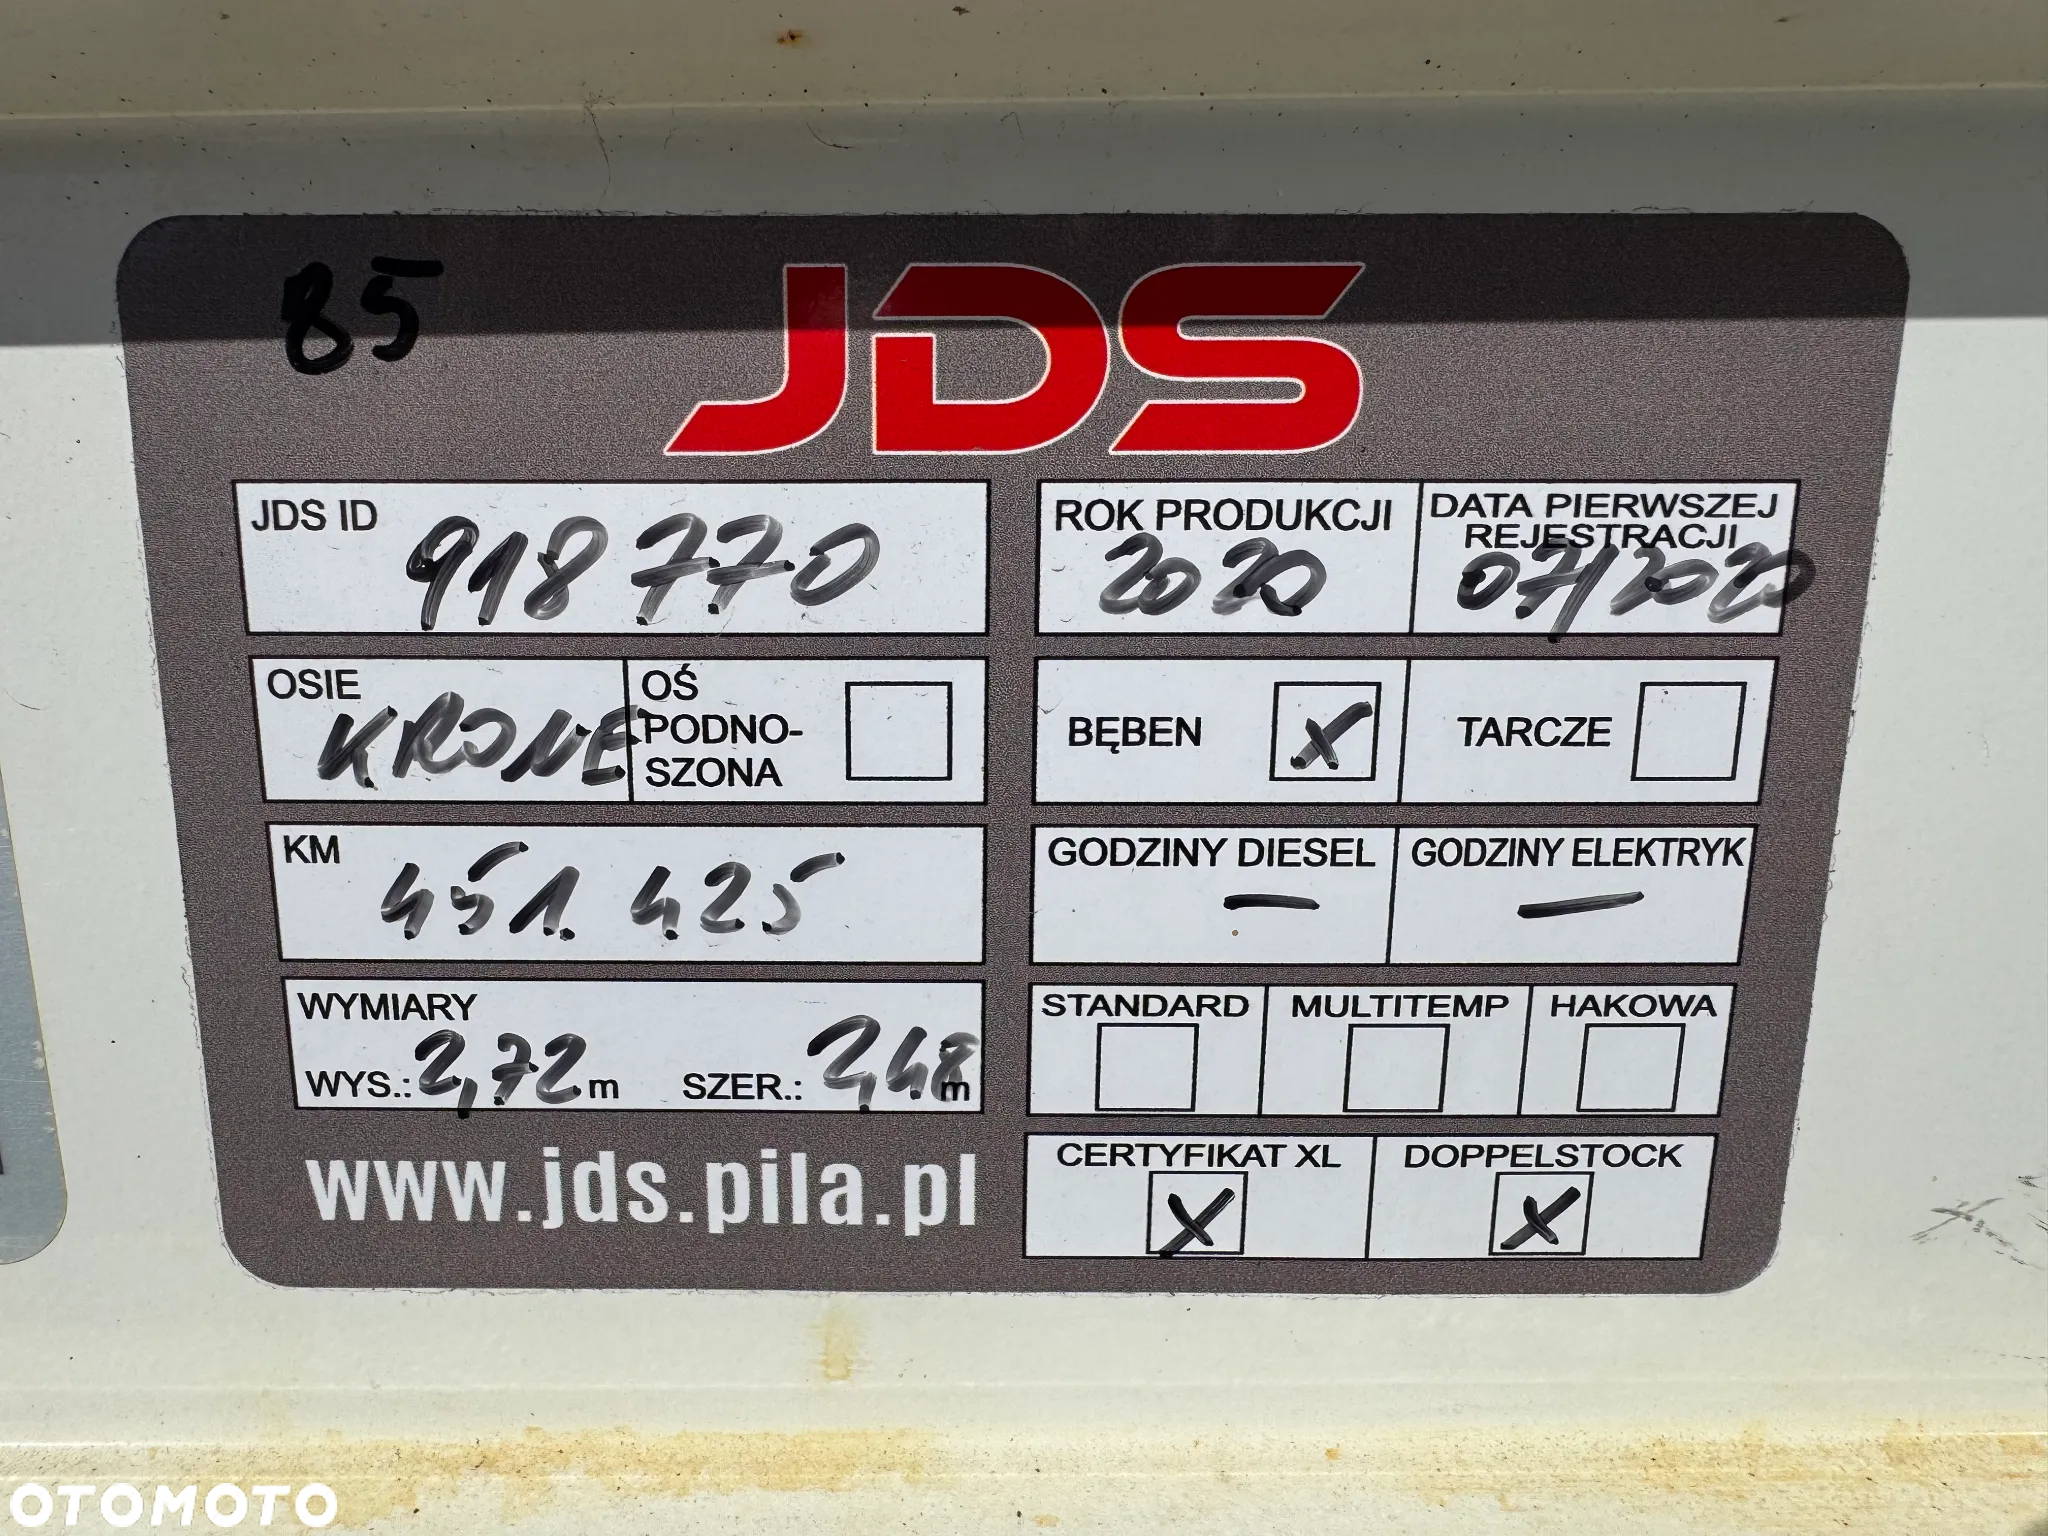 85
JDS
JDS ID 918770
ROK PRODUKCJI
2020
DATA PIERWSZEJ
REJESTRACJI
07/2020
OSIE
KRONE
OŚ
PODNO-
SZONA
BĘBEN X
TARCZE
KM
451.425
GODZINY DIESEL
—
GODZINY ELEKTRYK
—
WYMIARY
WYS.: 2,72 m SZER.: 2,48 m
STANDARD
MULTITEMP
HAKOWA
CERTYFIKAT XL
X
DOPPELSTOCK
X
www.jds.pila.pl
OTOMOTO